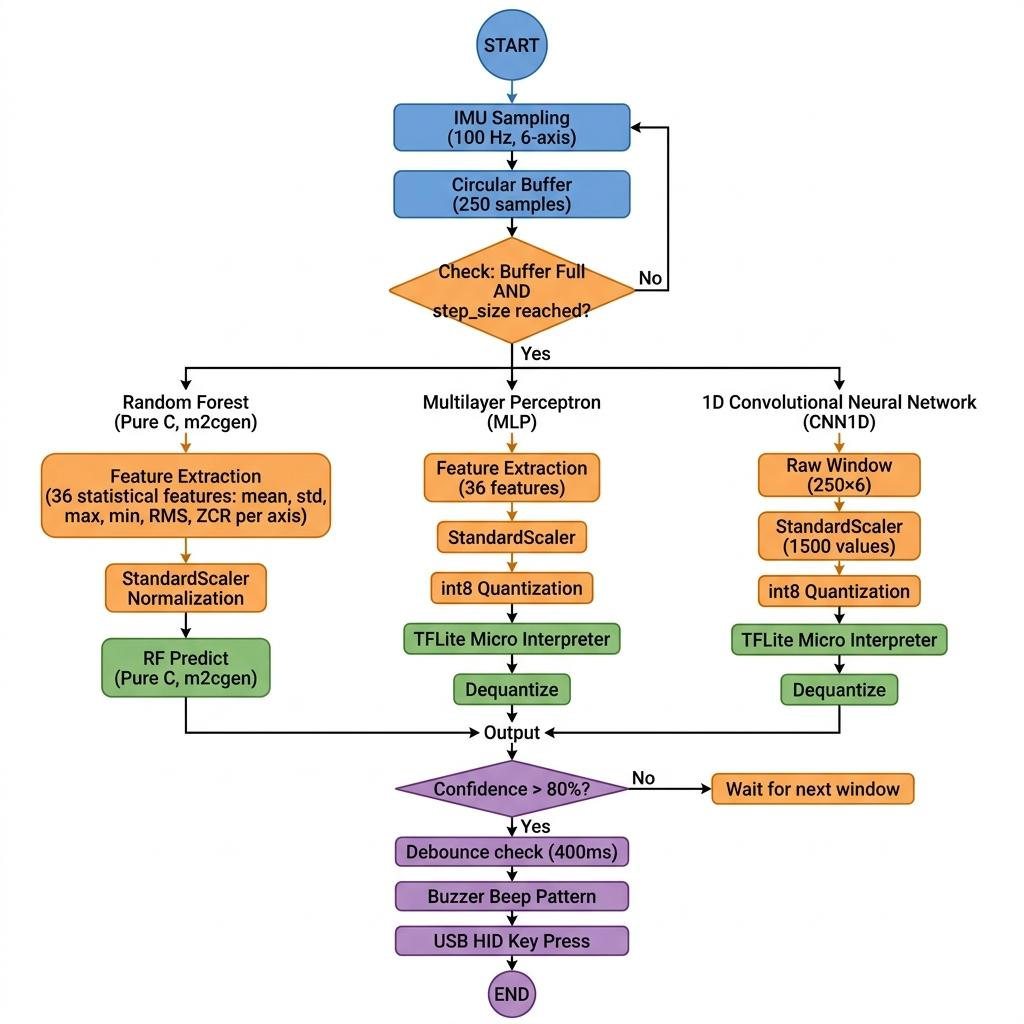 START
IMU Sampling
(100 Hz, 6-axis)
Circular Buffer
(250 samples)
Check: Buffer Full
AND
step_size reached?
No
Yes
Random Forest
(Pure C, m2cgen)
Feature Extraction
(36 statistical features: mean, std,
max, min, RMS, ZCR per axis)
StandardScaler
Normalization
RF Predict
(Pure C, m2cgen)
Multilayer Perceptron
(MLP)
Feature Extraction
(36 features)
StandardScaler
int8 Quantization
TFLite Micro Interpreter
Dequantize
1D Convolutional Neural Network
(CNN1D)
Raw Window
(250×6)
StandardScaler
(1500 values)
int8 Quantization
TFLite Micro Interpreter
Dequantize
Output
Confidence > 80%?
No
Wait for next window
Yes
Debounce check (400ms)
Buzzer Beep Pattern
USB HID Key Press
END